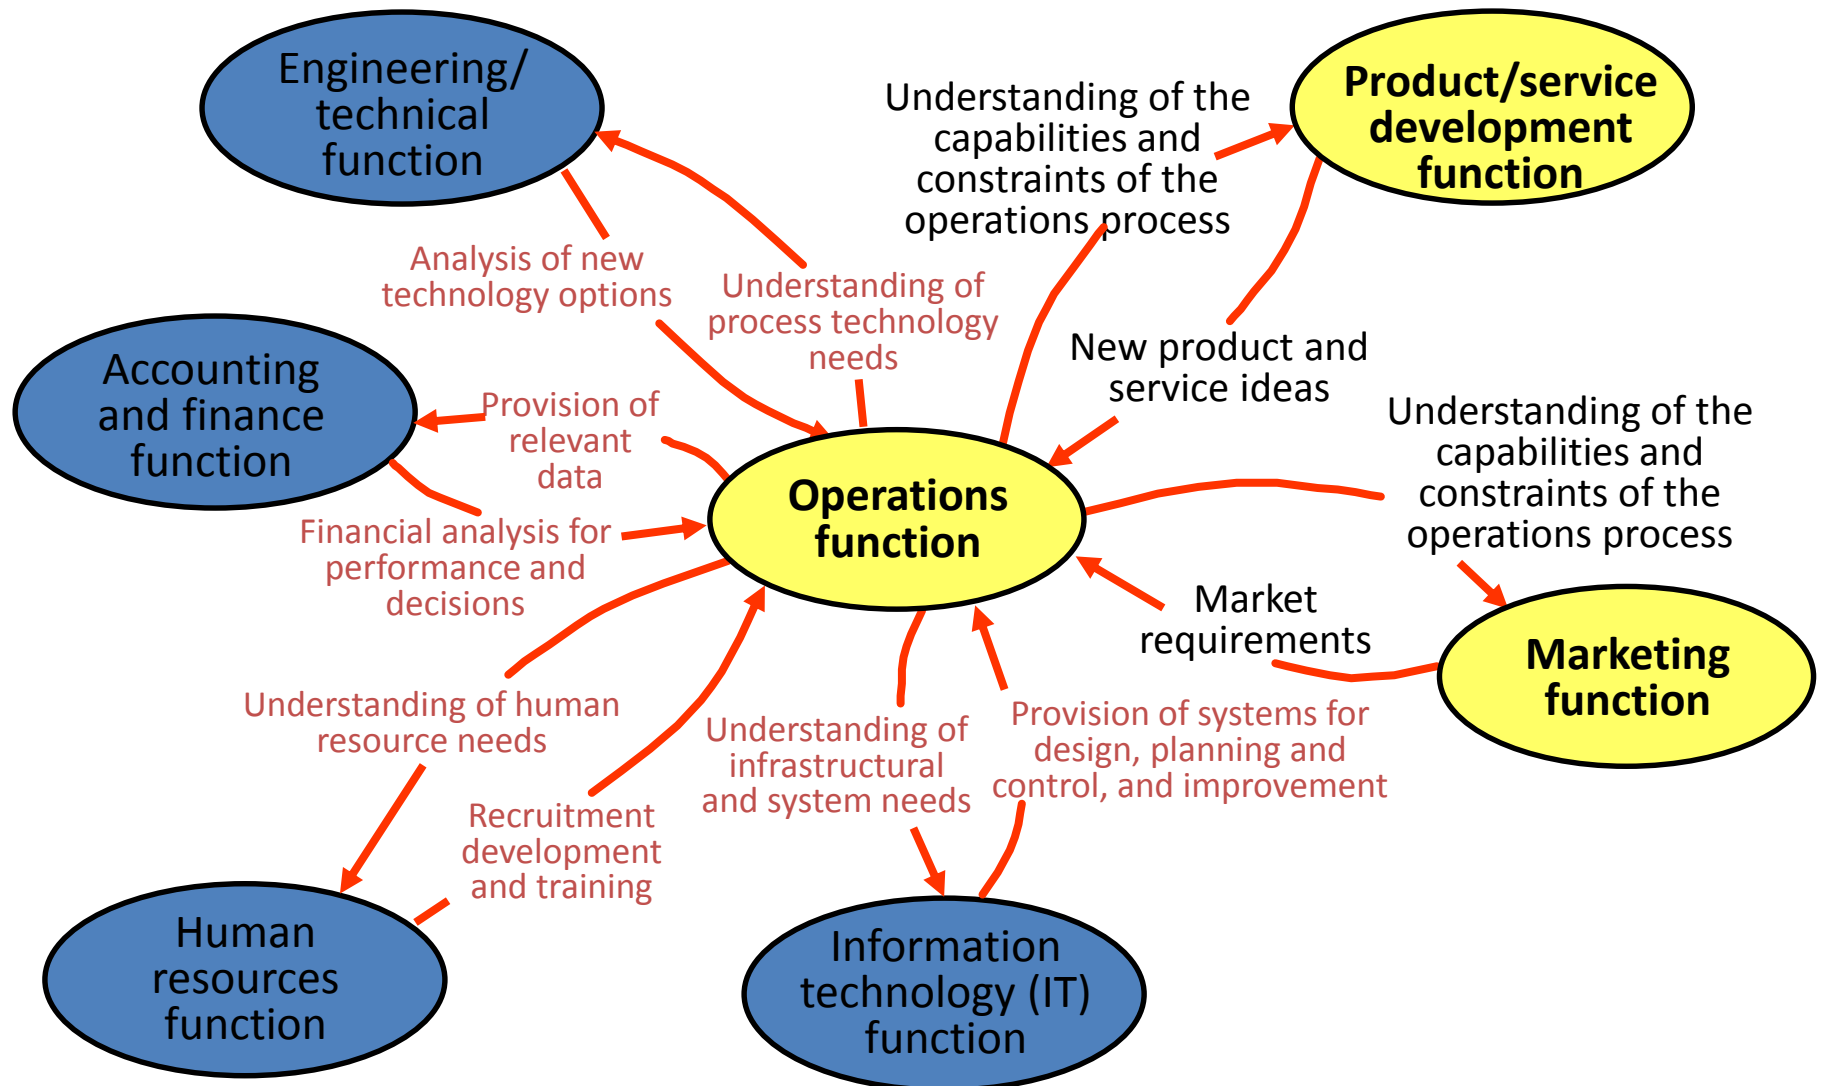 Engineering/
technical
function
Understanding of the
capabilities and
constraints of the
operations process
Product/service
development
function
Analysis of new
technology options
Understanding of
process technology
needs
New product and
service ideas
Accounting
and finance
function
Provision of
relevant
data
Understanding of the
capabilities and
constraints of the
operations process
Operations
function
Financial analysis for
performance and
decisions
Market
requirements
Marketing
function
Understanding of human
resource needs
Understanding of
infrastructural
and system needs
Provision of systems for
design, planning and
control, and improvement
Recruitment
development
and training
Human
resources
function
Information
technology (IT)
function